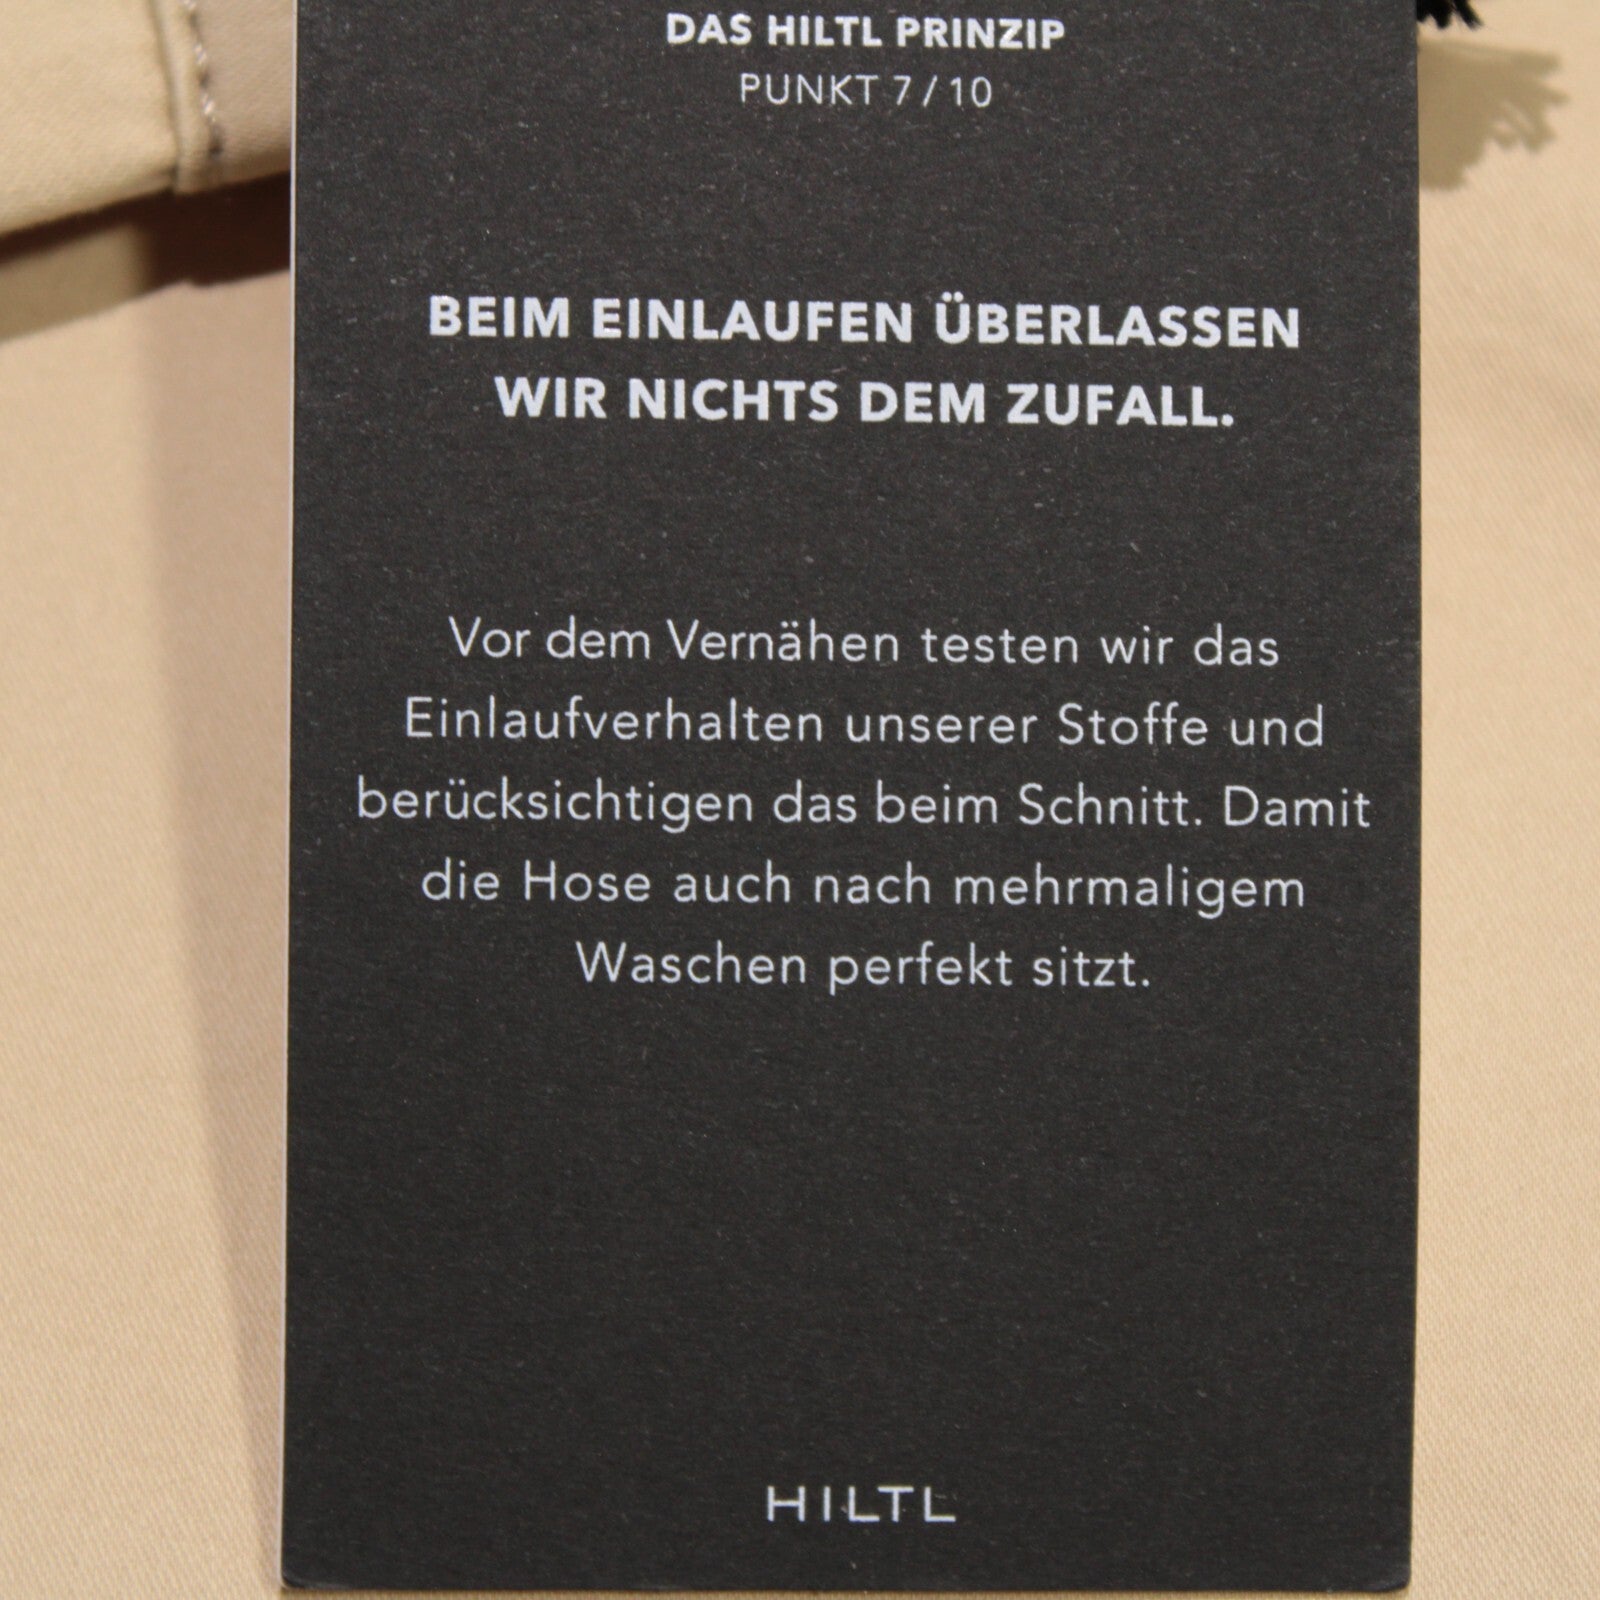 DAS HILTL PRINZIP
PUNKT 7/10
BEIM EINLAUFEN ÜBERLASSEN
WIR NICHTS DEM ZUFALL.
Vor dem Vernähen testen wir das
Einlaufverhalten unserer Stoffe und
berücksichtigen das beim Schnitt. Damit
die Hose auch nach mehrmaligem
Waschen perfekt sitzt.
HILTL